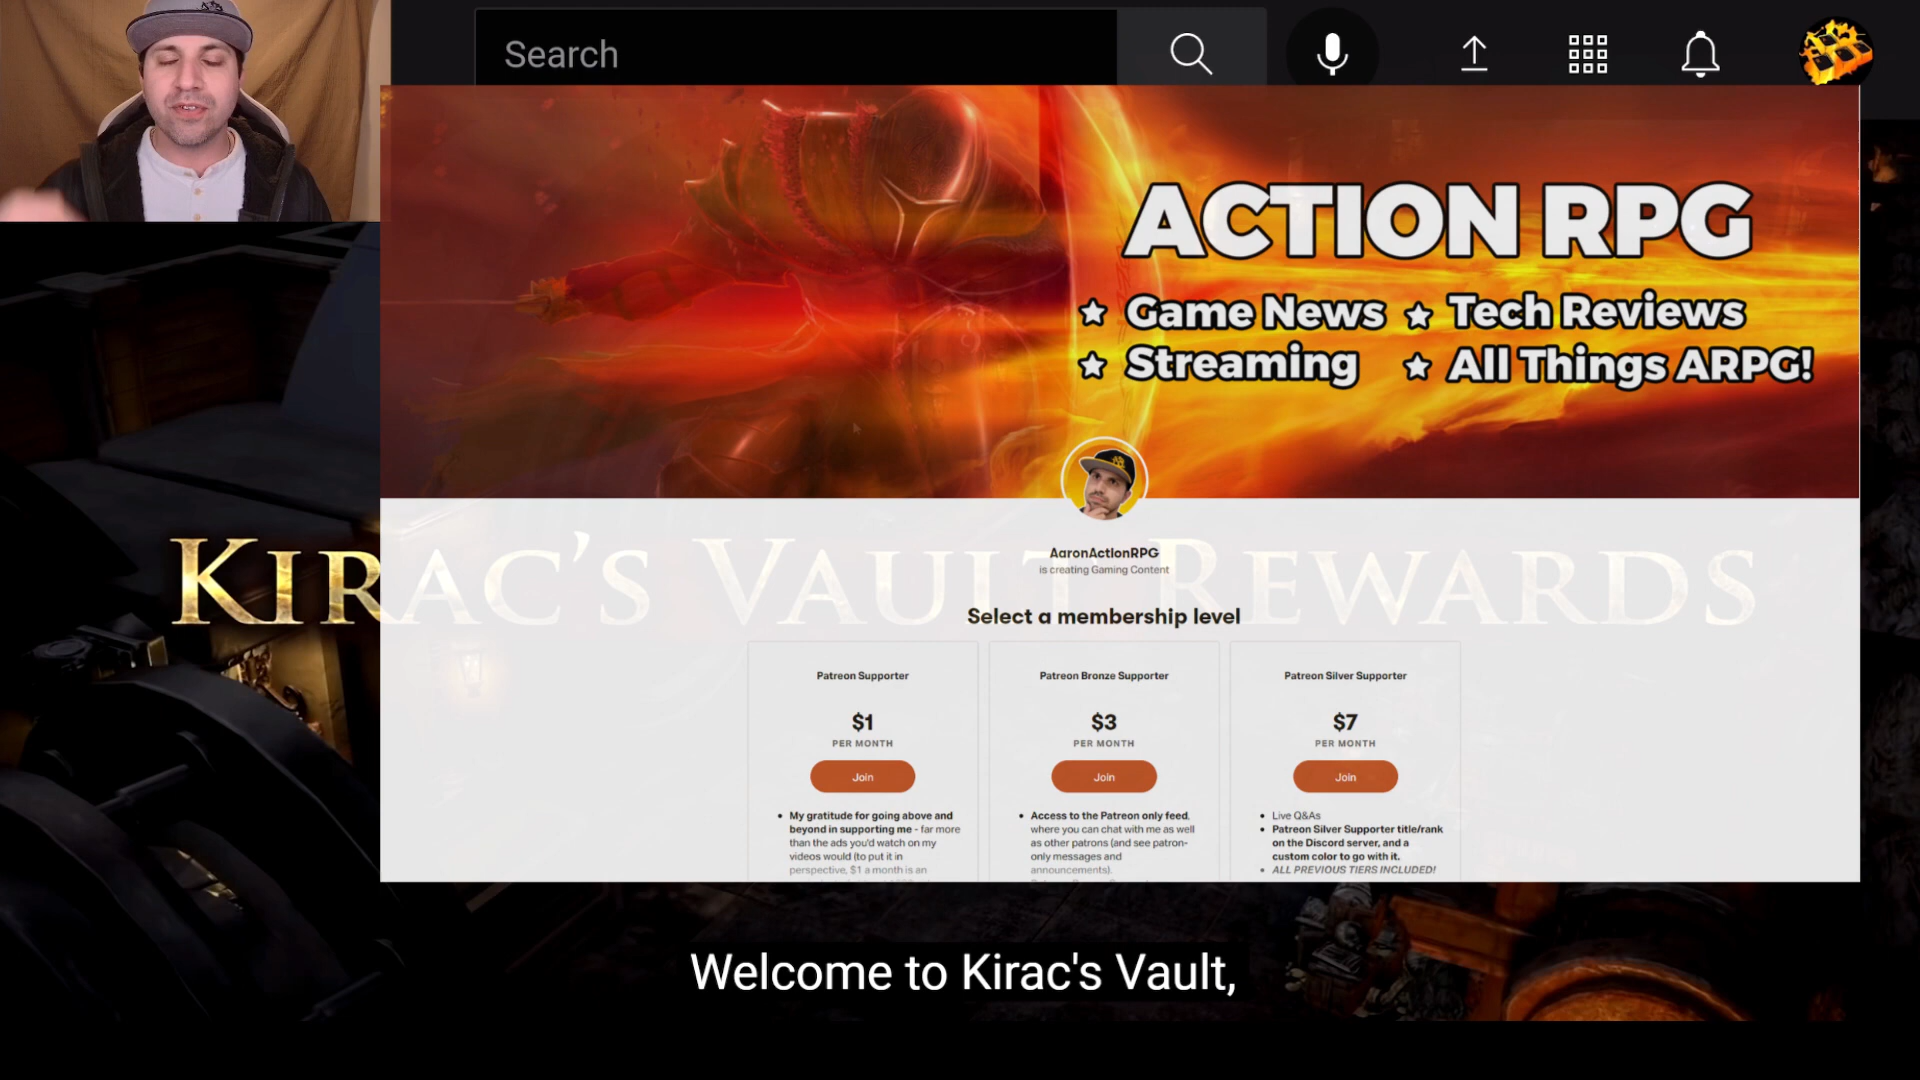 Search
ACTION RPG
Game News
Tech Reviews
Streaming
All Things ARPG!
KIRAC'S VAULT REWARDS
AaronActionRPG
is creating Gaming Content
Select a membership level
Patreon Supporter
$1
PER MONTH
Join
• My gratitude for going above and
beyond in supporting me - far more
than the ads you'd watch on my
videos would (to put it in
perspective, $1 a month is an
Patreon Bronze Supporter
$3
PER MONTH
Join
• Access to the Patreon only feed,
where you can chat with me as well
as other patrons (and see patron-
only messages and
announcements).
Patreon Silver Supporter
$7
PER MONTH
Join
• Live Q&As
• Patreon Silver Supporter title/rank
on the Discord server, and a
custom color to go with it.
• ALL PREVIOUS TIERS INCLUDED!
Welcome to Kirac's Vault,